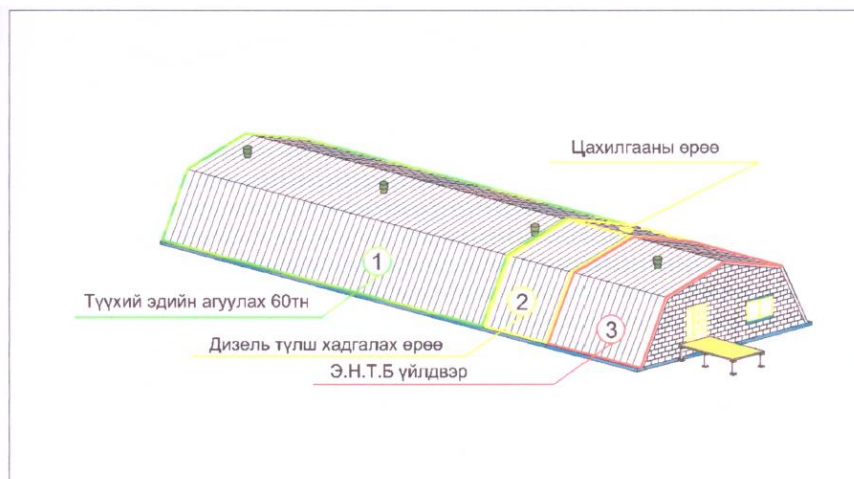 Цахилгааны өрөө
1
Түүхий эдийн агуулах 60тн
2
Дизель түлш хадгалах өрөө
3
Э.Н.Т.Б үйлдвэр